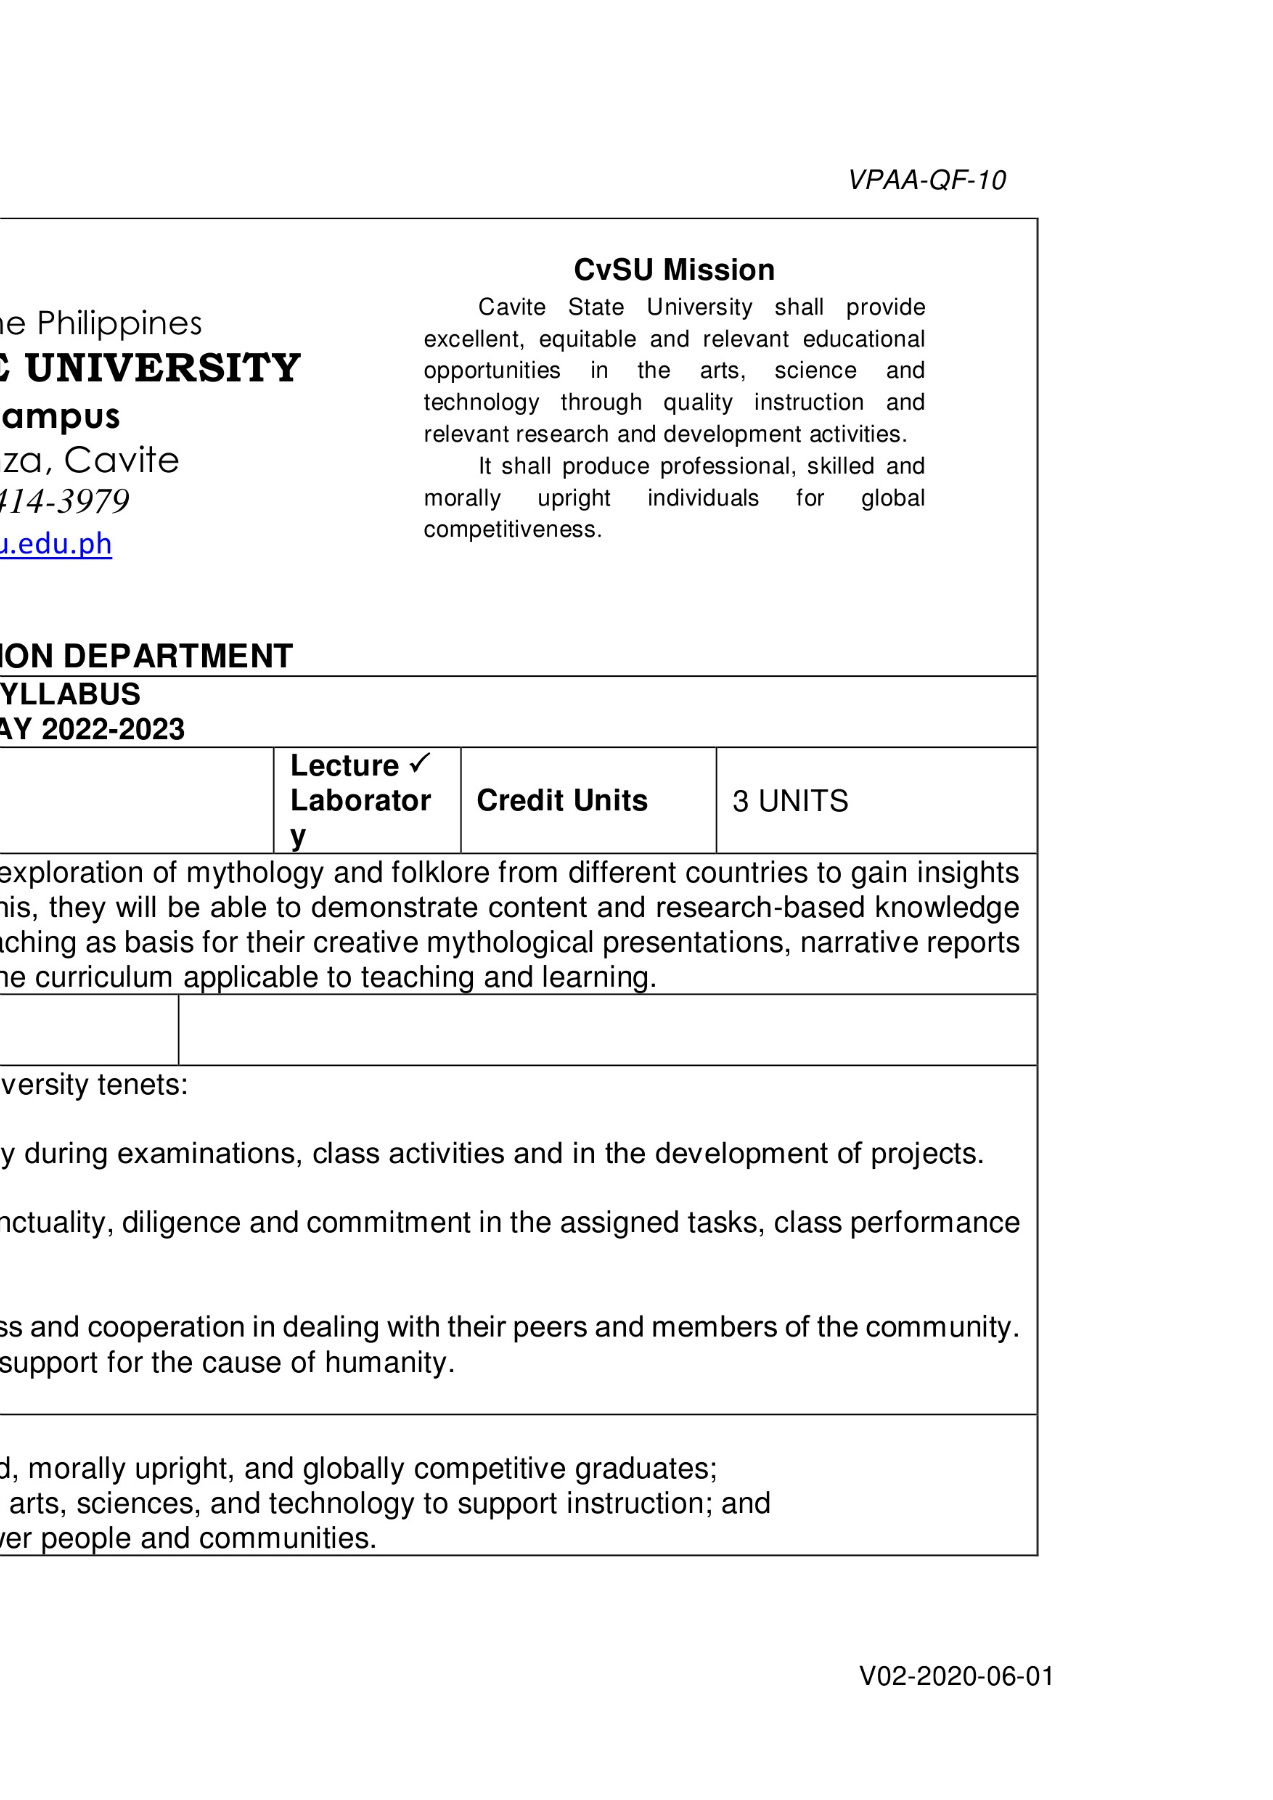 VPAA-QF-10
CvSU Mission
Cavite State University shall provide
excellent, equitable and relevant educational
opportunities in the arts, science and
technology through quality instruction and
relevant research and development activities.
It shall produce professional, skilled and
morally upright individuals for global
competitiveness.
ne Philippines
E UNIVERSITY
ampus
nza, Cavite
414-3979
u.edu.ph
ION DEPARTMENT
YLLABUS
AY 2022-2023
Lecture ✓
Laborator
y
Credit Units
3 UNITS
exploration of mythology and folklore from different countries to gain insights
his, they will be able to demonstrate content and research-based knowledge
aching as basis for their creative mythological presentations, narrative reports
he curriculum applicable to teaching and learning.
versity tenets:
y during examinations, class activities and in the development of projects.
nctuality, diligence and commitment in the assigned tasks, class performance
ss and cooperation in dealing with their peers and members of the community.
support for the cause of humanity.
d, morally upright, and globally competitive graduates;
arts, sciences, and technology to support instruction; and
wer people and communities.
V02-2020-06-01